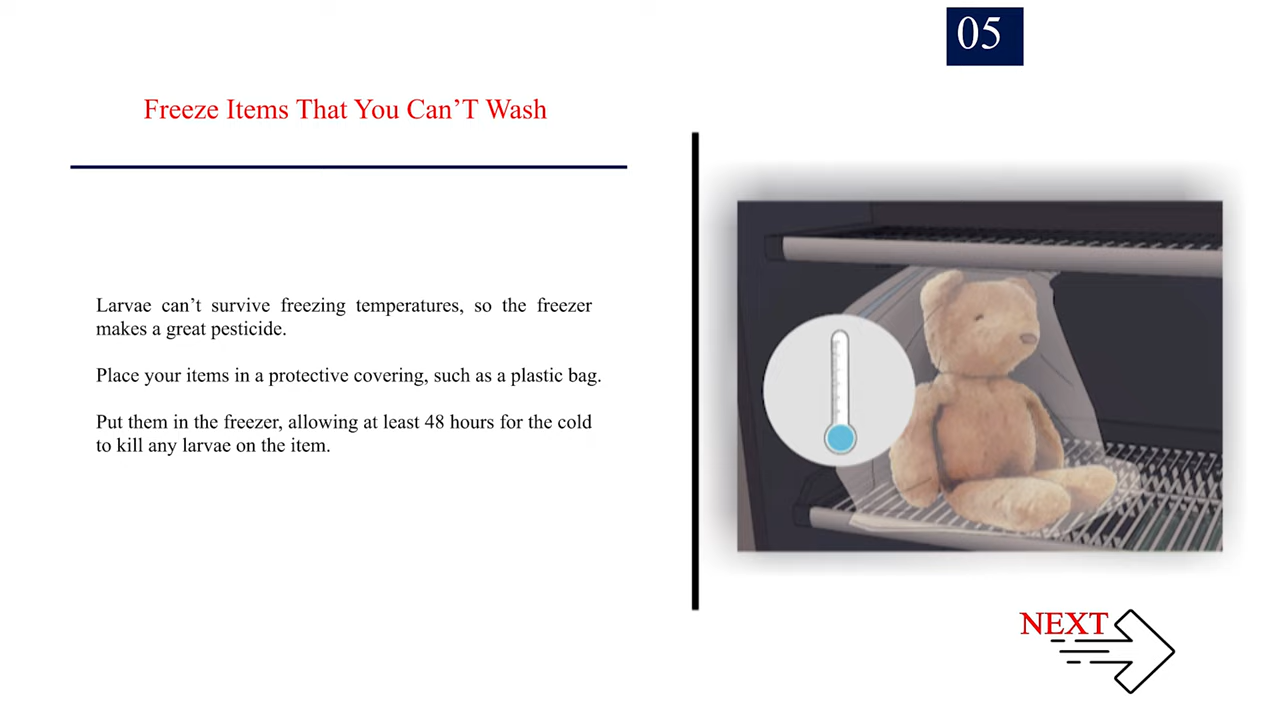 05
Freeze Items That You Can’T Wash
Larvae can’t survive freezing temperatures, so the freezer
makes a great pesticide.
Place your items in a protective covering, such as a plastic bag.
Put them in the freezer, allowing at least 48 hours for the cold
to kill any larvae on the item.
NEXT